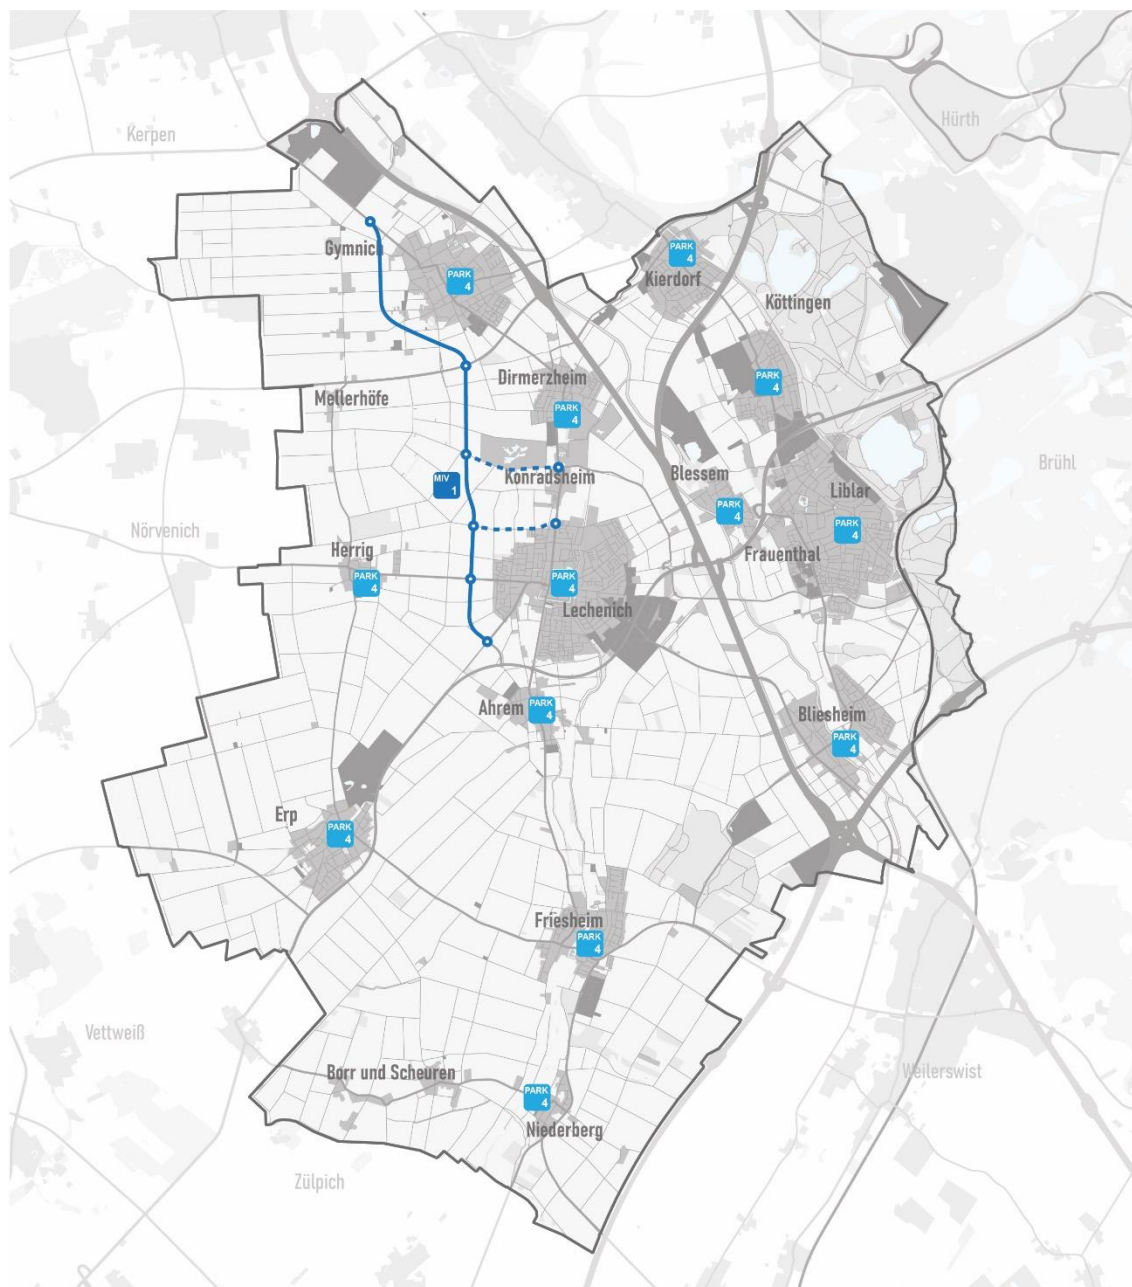 Kerpen
Hürth
PARK
4
Kierdorf
Gymnich
PARK
4
Köttingen
Dirmerzheim
PARK
4
PARK
4
Mellerhöfe
Brühl
Konradsheim
Blessem
MIV
1
Liblar
PARK
4
PARK
4
Nörvenich
Herrig
Frauenthal
PARK
4
PARK
4
Lechenich
Ahrem
PARK
4
Bliesheim
PARK
4
Erp
PARK
4
Friesheim
PARK
4
Vettweiß
Borr und Scheuren
Weilerswist
PARK
4
Niederberg
Zülpich